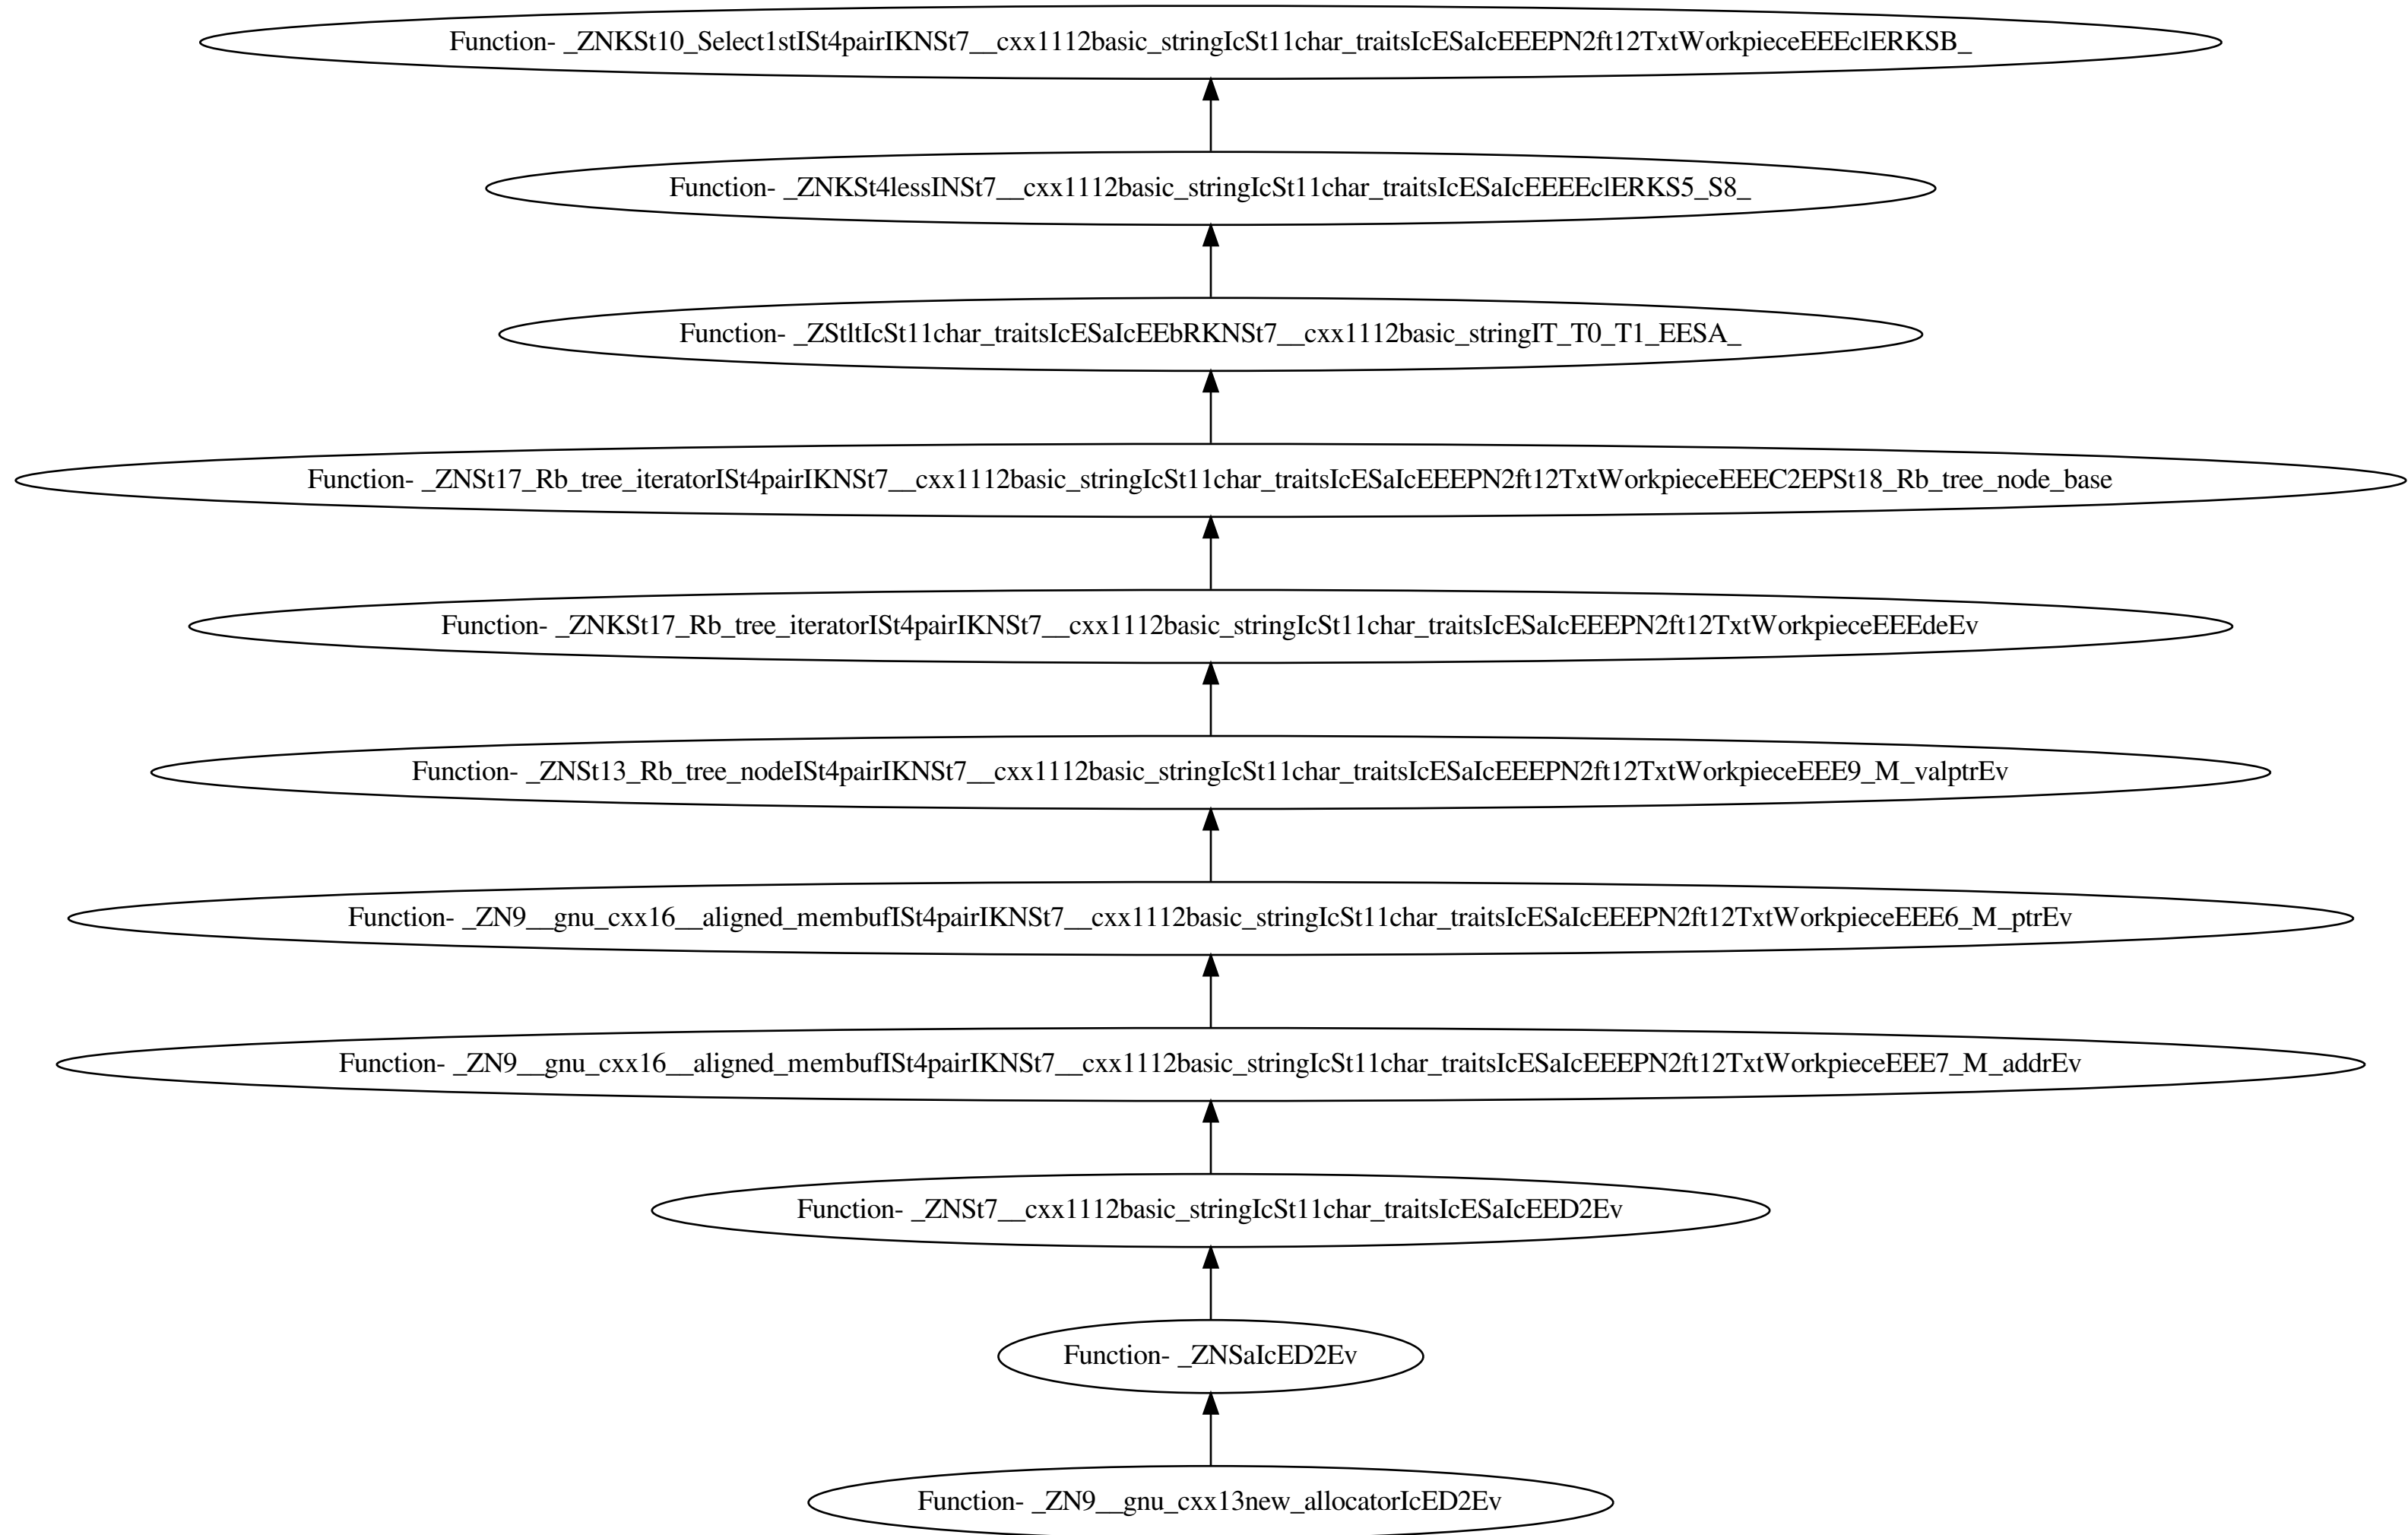 Function- _ZNKSt10_Select1stISt4pairIKNSt7__cxx1112basic_stringIcSt11char_traitsIcESaIcEEEPN2ft12TxtWorkpieceEEEclERKSB_
Function- _ZNKSt4lessINSt7__cxx1112basic_stringIcSt11char_traitsIcESaIcEEEEclERKS5_S8_
Function- _ZStltIcSt11char_traitsIcESaIcEEbRKNSt7__cxx1112basic_stringIT_T0_T1_EESA_
Function- _ZNSt17_Rb_tree_iteratorISt4pairIKNSt7__cxx1112basic_stringIcSt11char_traitsIcESaIcEEEPN2ft12TxtWorkpieceEEEC2EPSt18_Rb_tree_node_base
Function- _ZNKSt17_Rb_tree_iteratorISt4pairIKNSt7__cxx1112basic_stringIcSt11char_traitsIcESaIcEEEPN2ft12TxtWorkpieceEEEdeEv
Function- _ZNSt13_Rb_tree_nodeISt4pairIKNSt7__cxx1112basic_stringIcSt11char_traitsIcESaIcEEEPN2ft12TxtWorkpieceEEE9_M_valptrEv
Function- _ZN9__gnu_cxx16__aligned_membufISt4pairIKNSt7__cxx1112basic_stringIcSt11char_traitsIcESaIcEEEPN2ft12TxtWorkpieceEEE6_M_ptrEv
Function- _ZN9__gnu_cxx16__aligned_membufISt4pairIKNSt7__cxx1112basic_stringIcSt11char_traitsIcESaIcEEEPN2ft12TxtWorkpieceEEE7_M_addrEv
Function- _ZNSt7__cxx1112basic_stringIcSt11char_traitsIcESaIcEED2Ev
Function- _ZNSaIcED2Ev
Function- _ZN9__gnu_cxx13new_allocatorIcED2Ev